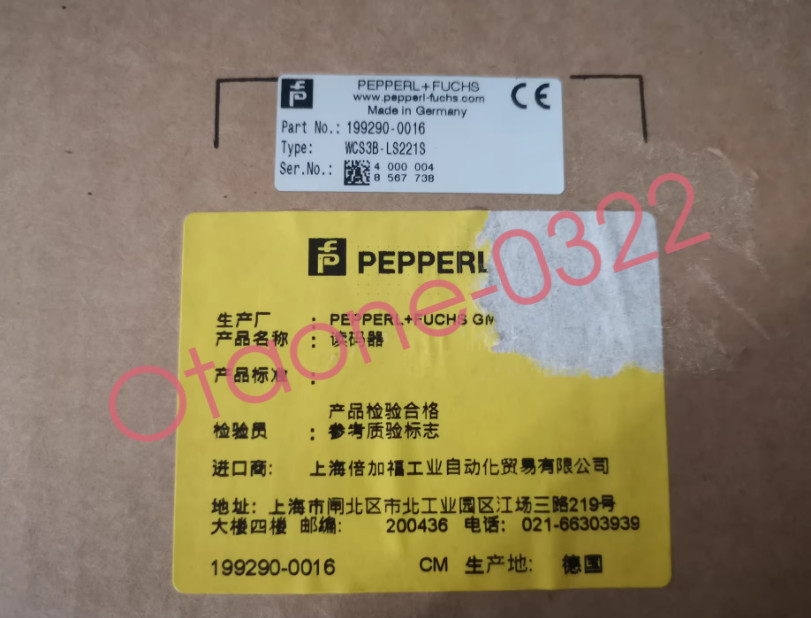 PEPPERL+FUCHS
www.pepperl-fuchs.com
Made in Germany
CE
Part No.: 199290-0016
Type: WCS3B-LS221S
Ser.No.: 4 000 004
8 567 738
PEPPERL
生产厂 : PEPPERL+FUCHS GM
产品名称 : 读码器
产品标准 :
产品检验合格
检验员 : 参考质验标志
进口商: 上海倍加福工业自动化贸易有限公司
地址: 上海市闸北区市北工业园区江场三路219号
大楼四楼 邮编: 200436 电话: 021-66303939
199290-0016 CM 生产地: 德国
Otaone-0322